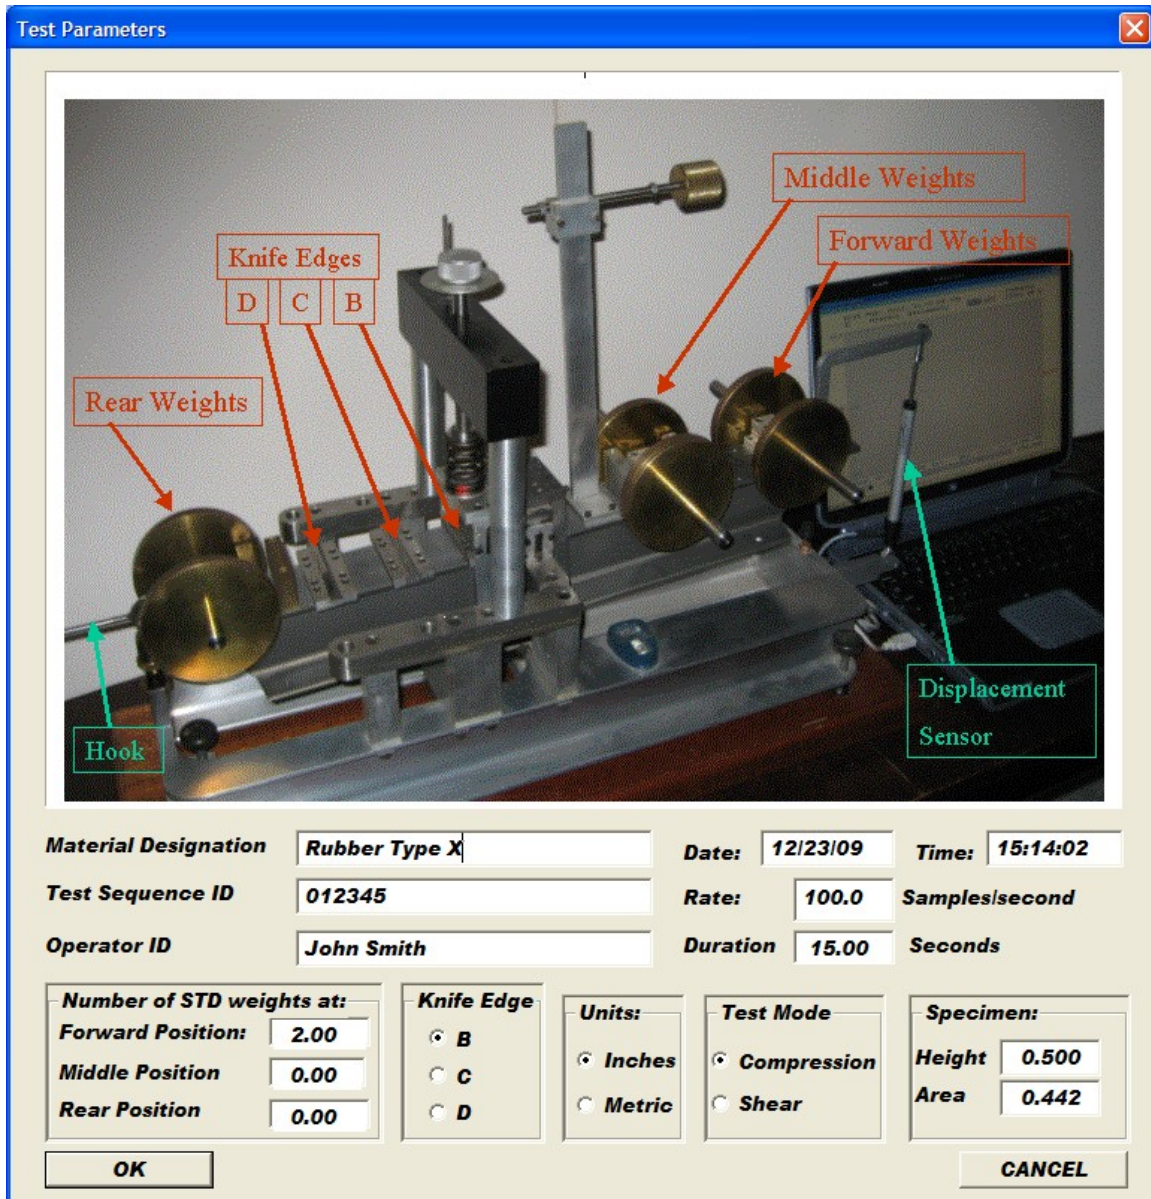 Test Parameters
Middle Weights
Forward Weights
Knife Edges
D C B
Rear Weights
Displacement
Sensor
Hook
Material Designation Rubber Type X Date: 12/23/09 Time: 15:14:02
Test Sequence ID 012345 Rate: 100.0 Samples/second
Operator ID John Smith Duration 15.00 Seconds
Number of STD weights at:
Forward Position: 2.00
Middle Position 0.00
Rear Position 0.00
Knife Edge
B
C
D
Units:
Inches
Metric
Test Mode
Compression
Shear
Specimen:
Height 0.500
Area 0.442
OK
CANCEL